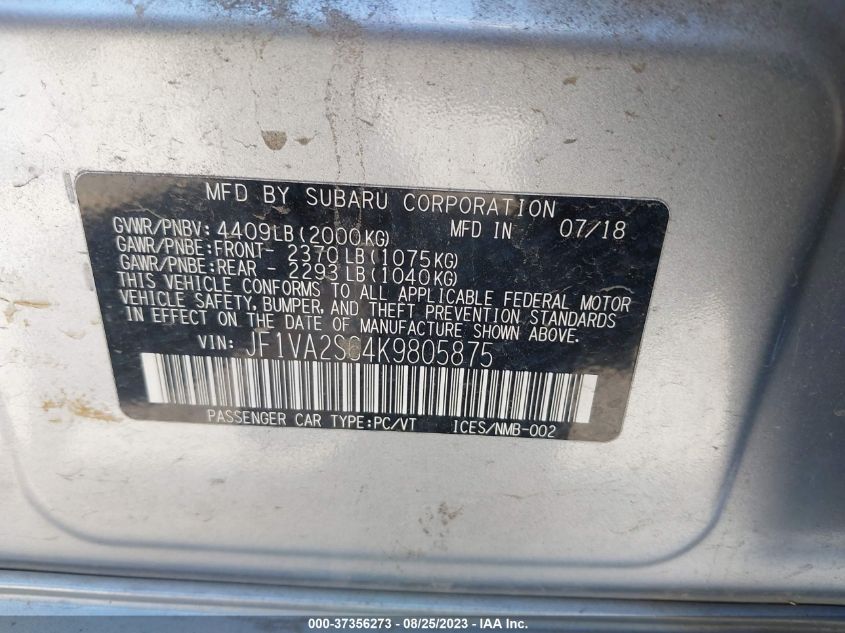 MFD BY SUBARU CORPORATION
GVWR/PNBV: 4409LB(2000KG) MFD IN 07/18
GAWR/PNBE:FRONT- 2370LB(1075KG)
GAWR/PNBE:REAR - 2293LB(1040KG)
THIS VEHICLE CONFORMS TO ALL APPLICABLE FEDERAL MOTOR
VEHICLE SAFETY, BUMPER, AND THEFT PREVENTION STANDARDS
IN EFFECT ON THE DATE OF MANUFACTURE SHOWN ABOVE.
VIN: JF1VA2S64K9805875
PASSENGER CAR TYPE:PC/VT ICES/NMB-002
000-37356273 - 08/25/2023 - IAAI Inc.